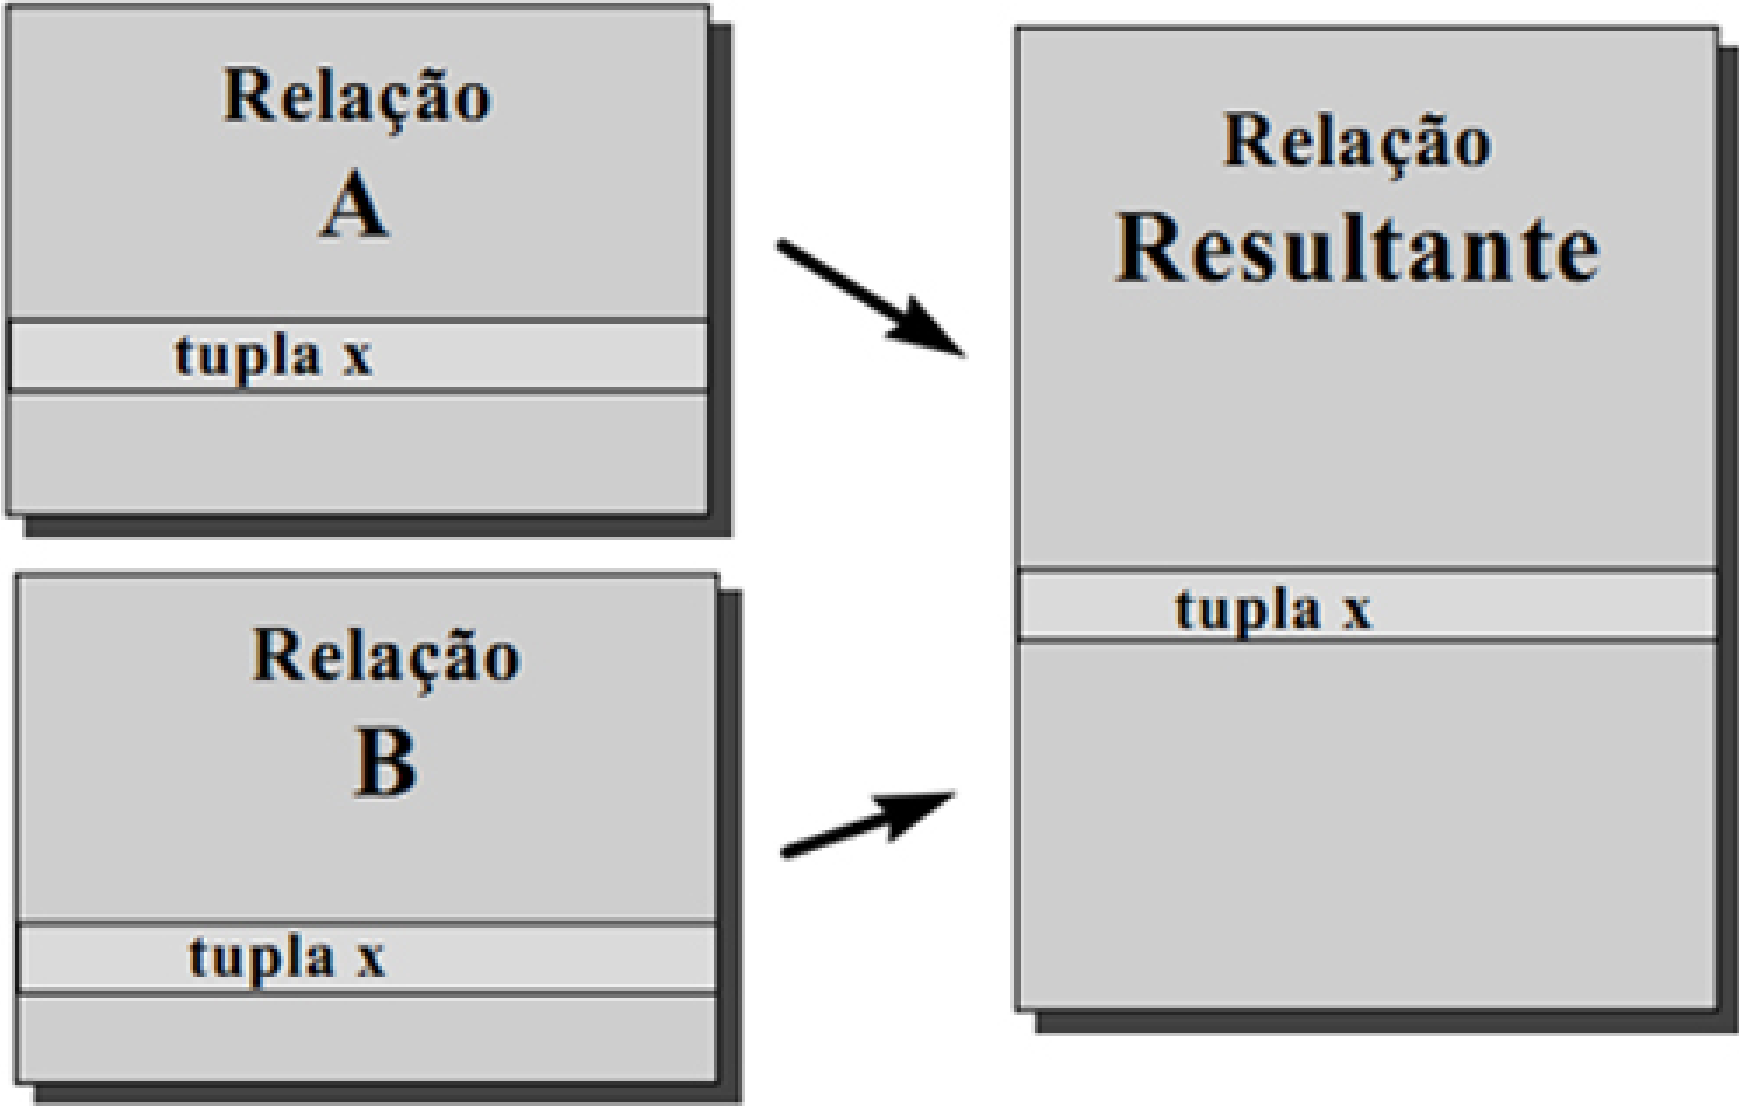 Relação
A
tupla x
Relação
B
tupla x
Relação
Resultante
tupla x